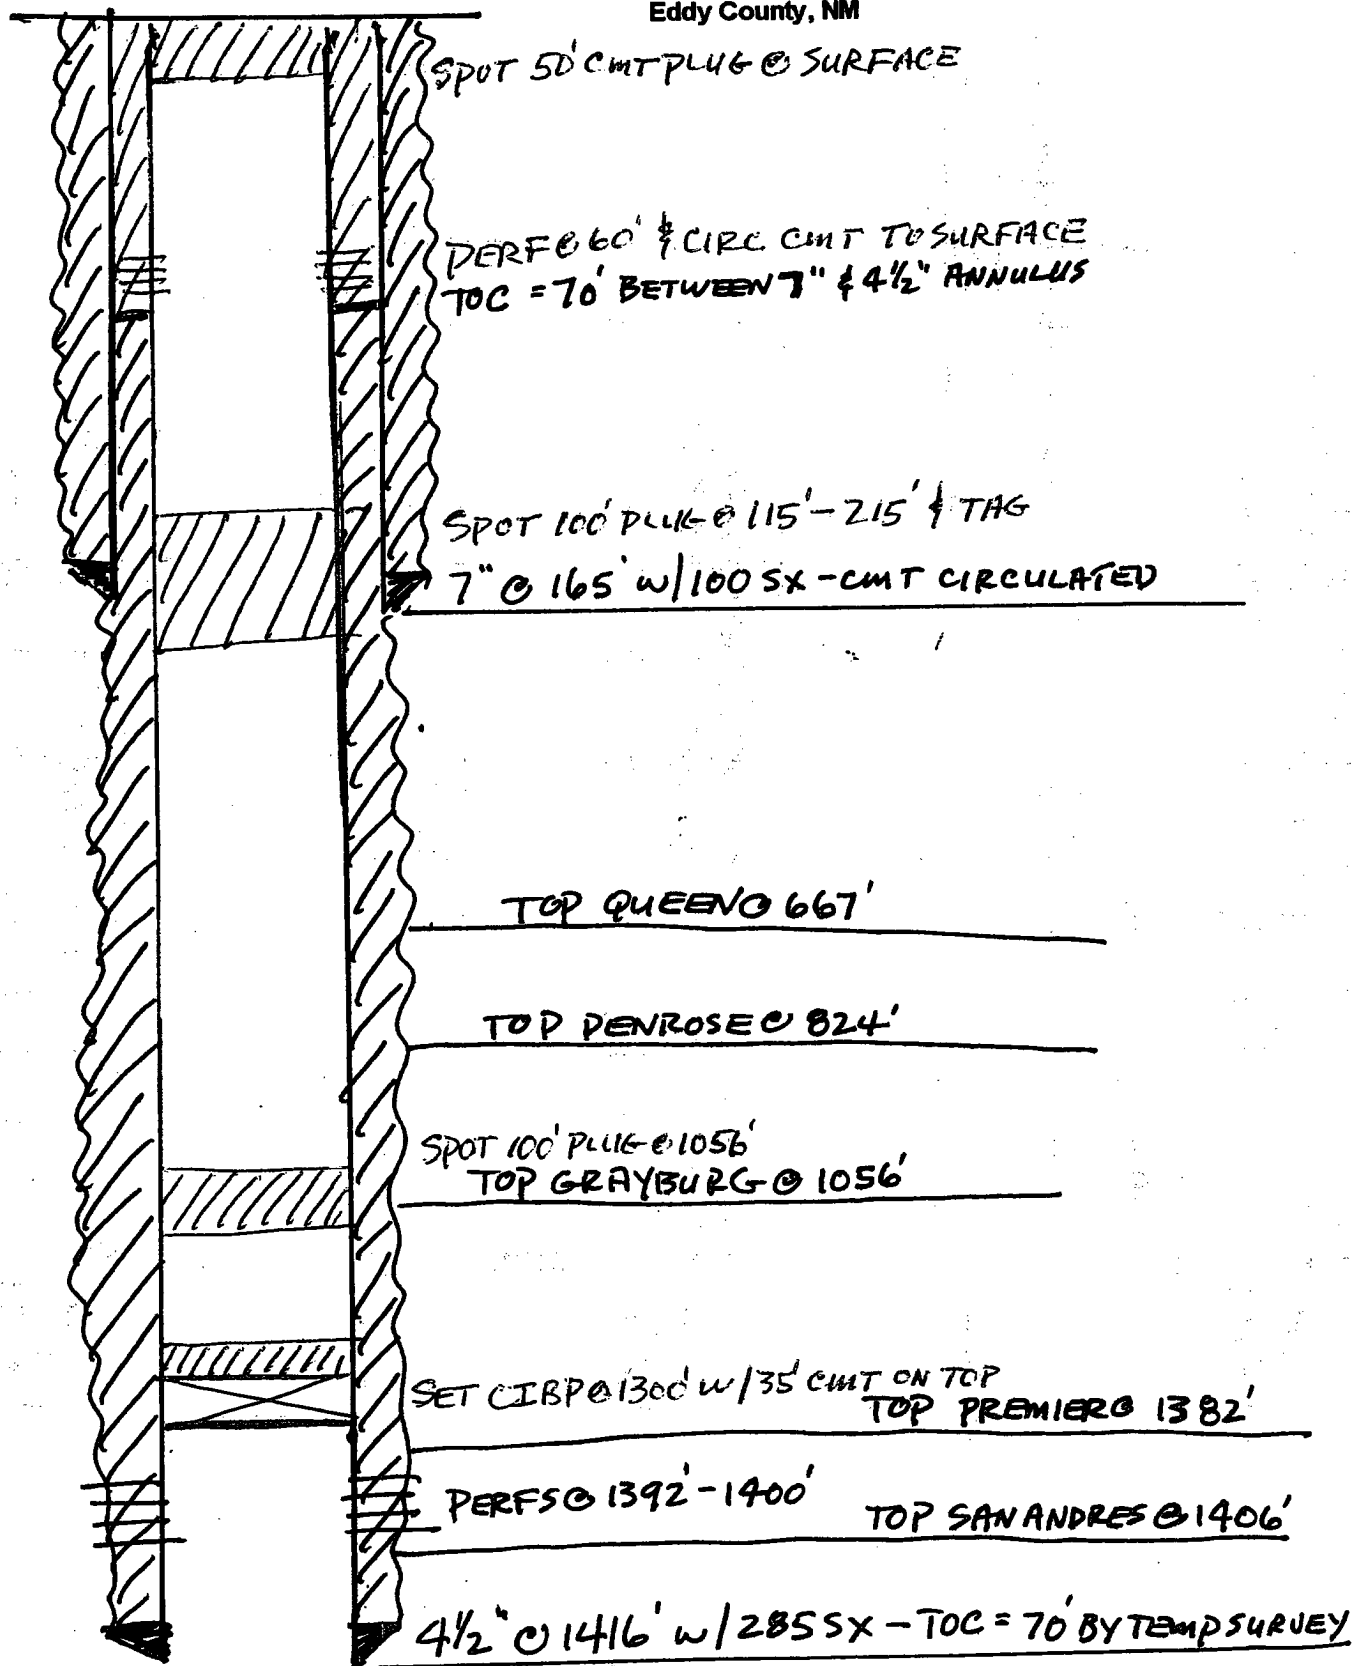 Eddy County, NM
SPOT 50' CMT PLUG @ SURFACE
PERF @ 60' & CIRC. CMT TO SURFACE
TOC = 70' BETWEEN 7" & 4½" ANNULUS
SPOT 100' PLUG @ 115'-215' & TAG
7" @ 165' w/100 SX - CMT CIRCULATED
TOP QUEEN @ 667'
TOP PENROSE @ 824'
SPOT 100' PLUG @ 1056'
TOP GRAYBURG @ 1056'
SET CIBP @ 1300' w/35' CMT ON TOP
TOP PREMIER @ 1382'
PERFS @ 1392'-1400'
TOP SAN ANDRES @ 1406'
4½" @ 1416' w/285 SX - TOC = 70' BY TEMP SURVEY